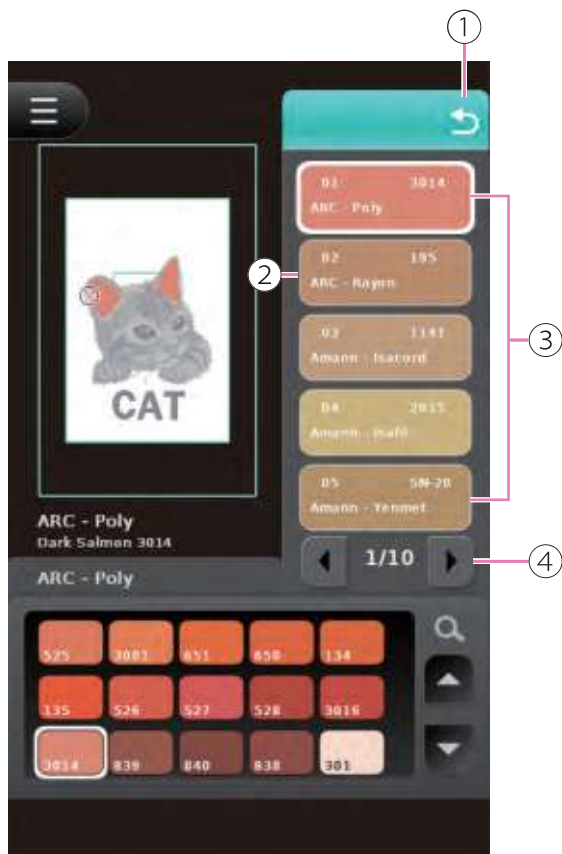 ①
01 3014
ARC - Poly
②
02 195
ARC - Rayon
③
03 1141
Amann - Isacord
04 2015
Amann - Isafil
05 SN-20
Amann - Yenmet
CAT
ARC - Poly
Dark Salmon 3014
1/10
④
ARC - Poly
525 3081 651 650 134
135 526 527 528 3016
3014 839 840 838 301